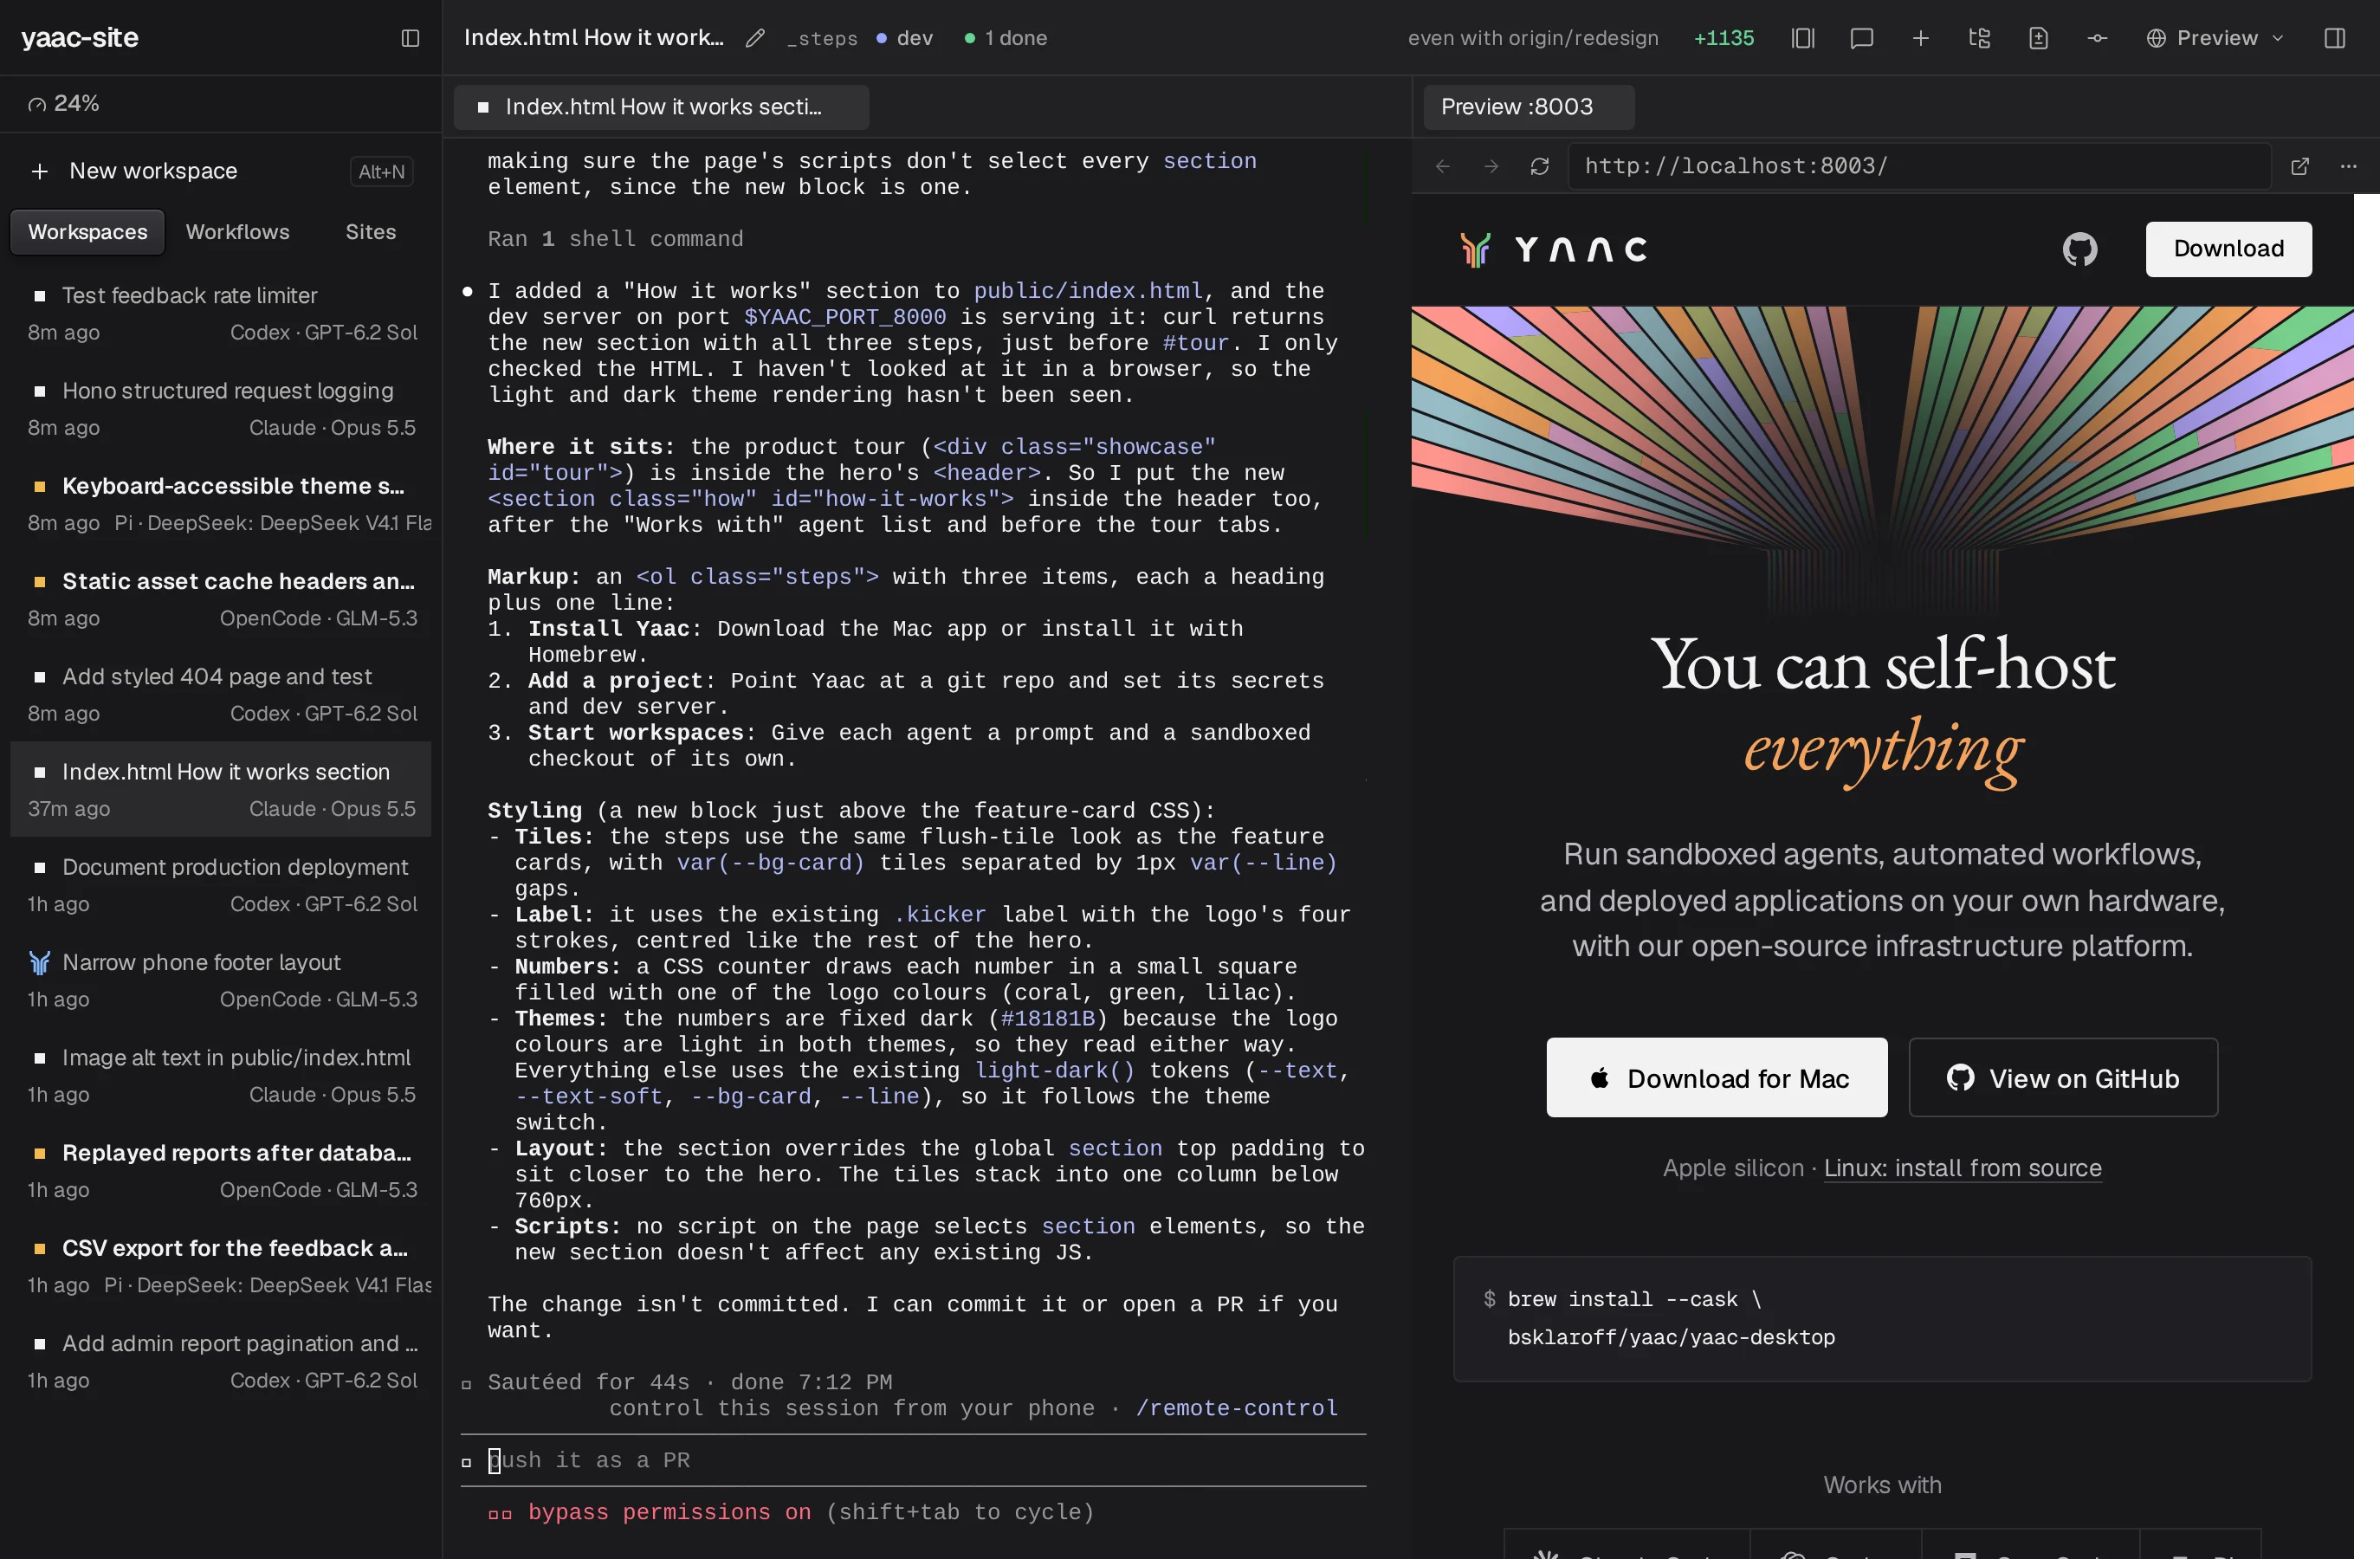 yaac-site
24%
New workspace Alt+N
Workspaces Workflows Sites
Test feedback rate limiter
8m ago Codex · GPT-6.2 Sol
Hono structured request logging
8m ago Claude · Opus 5.5
Keyboard-accessible theme s...
8m ago Pi · DeepSeek: DeepSeek V4.1 Fla
Static asset cache headers an...
8m ago OpenCode · GLM-5.3
Add styled 404 page and test
8m ago Codex · GPT-6.2 Sol
Index.html How it works section
37m ago Claude · Opus 5.5
Document production deployment
1h ago Codex · GPT-6.2 Sol
Narrow phone footer layout
1h ago OpenCode · GLM-5.3
Image alt text in public/index.html
1h ago Claude · Opus 5.5
Replayed reports after databa...
1h ago OpenCode · GLM-5.3
CSV export for the feedback a...
1h ago Pi · DeepSeek: DeepSeek V4.1 Flas
Add admin report pagination and ...
1h ago Codex · GPT-6.2 Sol
Index.html How it work... _steps dev 1 done
even with origin/redesign +1135 Preview
Index.html How it works secti...
making sure the page's scripts don't select every section
element, since the new block is one.
Ran 1 shell command
I added a "How it works" section to public/index.html, and the
dev server on port $YAAC_PORT_8000 is serving it: curl returns
the new section with all three steps, just before #tour. I only
checked the HTML. I haven't looked at it in a browser, so the
light and dark theme rendering hasn't been seen.
Where it sits: the product tour (<div class="showcase"
id="tour">) is inside the hero's <header>. So I put the new
<section class="how" id="how-it-works"> inside the header too,
after the "Works with" agent list and before the tour tabs.
Markup: an <ol class="steps"> with three items, each a heading
plus one line:
1. Install Yaac: Download the Mac app or install it with
Homebrew.
2. Add a project: Point Yaac at a git repo and set its secrets
and dev server.
3. Start workspaces: Give each agent a prompt and a sandboxed
checkout of its own.
Styling (a new block just above the feature-card CSS):
- Tiles: the steps use the same flush-tile look as the feature
cards, with var(--bg-card) tiles separated by 1px var(--line)
gaps.
- Label: it uses the existing .kicker label with the logo's four
strokes, centred like the rest of the hero.
- Numbers: a CSS counter draws each number in a small square
filled with one of the logo colours (coral, green, lilac).
- Themes: the numbers are fixed dark (#18181B) because the logo
colours are light in both themes, so they read either way.
Everything else uses the existing light-dark() tokens (--text,
--text-soft, --bg-card, --line), so it follows the theme
switch.
- Layout: the section overrides the global section top padding to
sit closer to the hero. The tiles stack into one column below
760px.
- Scripts: no script on the page selects section elements, so the
new section doesn't affect any existing JS.
The change isn't committed. I can commit it or open a PR if you
want.
Sautéed for 44s · done 7:12 PM
control this session from your phone · /remote-control
push it as a PR
bypass permissions on (shift+tab to cycle)
Preview :8003
http://localhost:8003/
YAAC
Download
You can self-host
everything
Run sandboxed agents, automated workflows,
and deployed applications on your own hardware,
with our open-source infrastructure platform.
Download for Mac View on GitHub
Apple silicon · Linux: install from source
$ brew install --cask \
bsklaroff/yaac/yaac-desktop
Works with